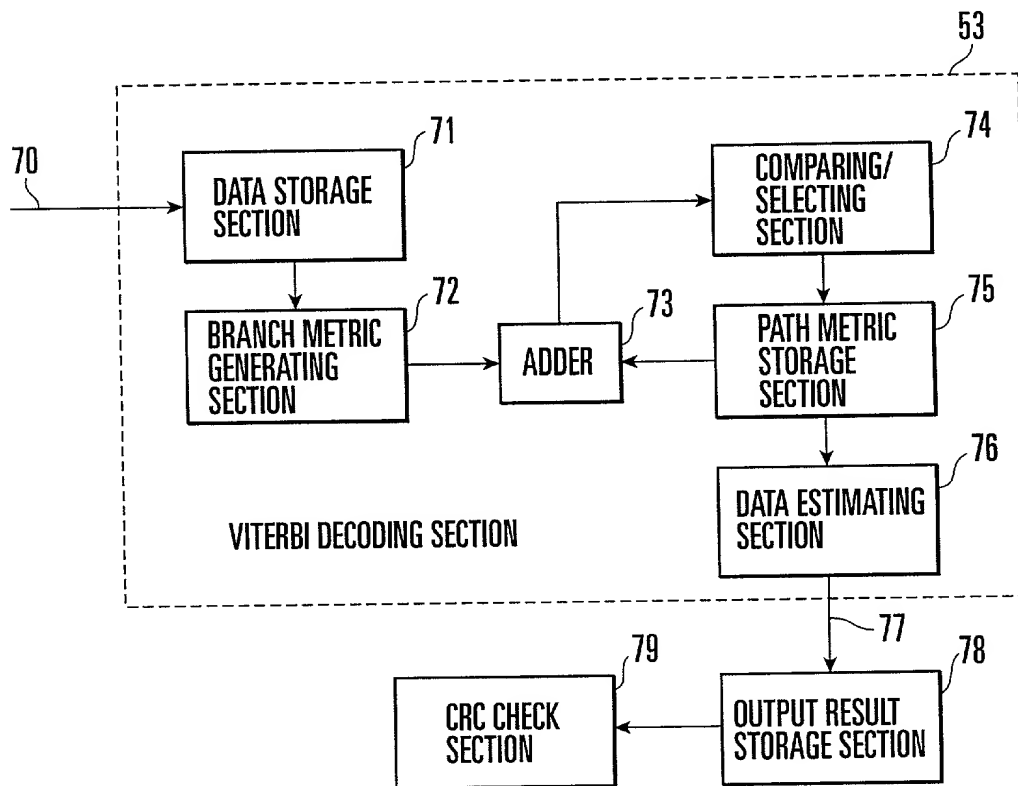 53
70
71
DATA STORAGE
SECTION
74
COMPARING/
SELECTING
SECTION
72
BRANCH METRIC
GENERATING
SECTION
73
ADDER
75
PATH METRIC
STORAGE
SECTION
76
DATA ESTIMATING
SECTION
VITERBI DECODING SECTION
77
79
CRC CHECK
SECTION
78
OUTPUT RESULT
STORAGE SECTION